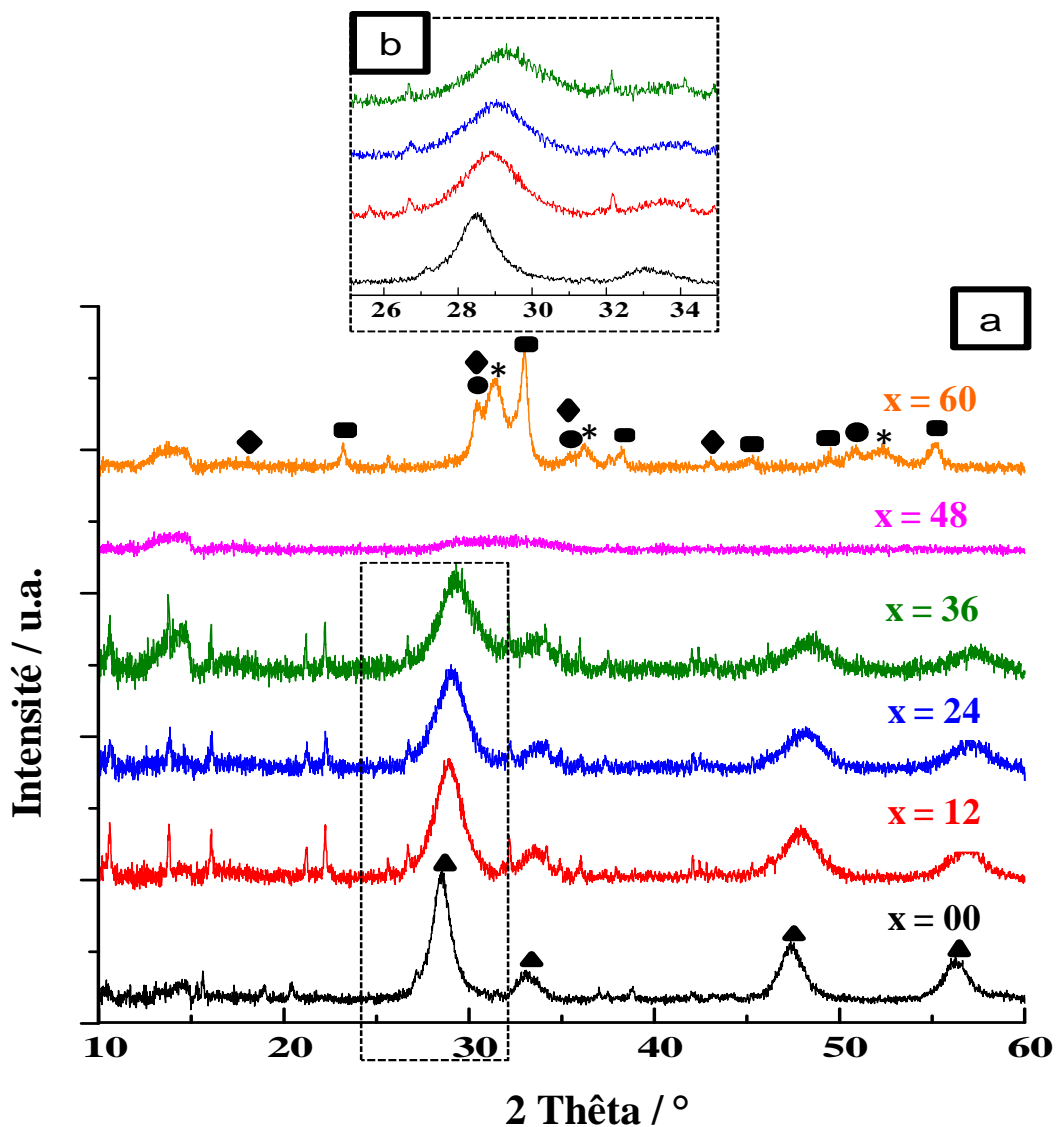 b
26 28 30 32 34
a
x = 60
*
*
*
x = 48
x = 36
x = 24
x = 12
x = 00
Intensité / u.a.
10 20 30 40 50 60
2 Thêta / °